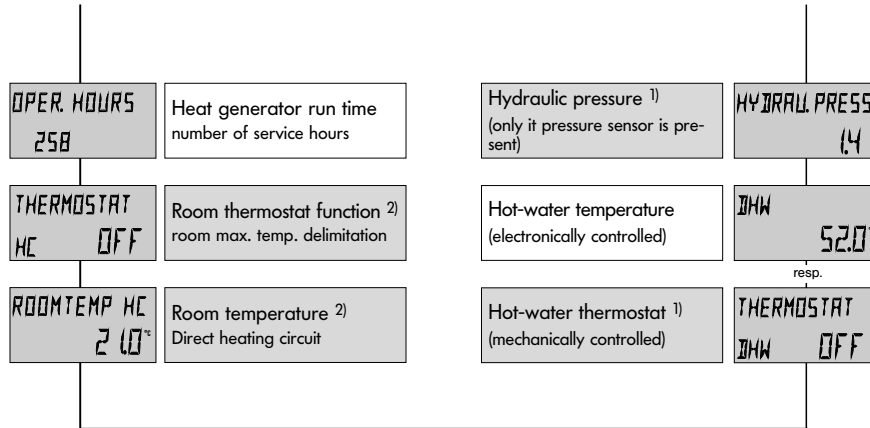 OPER. HOURS
258
Heat generator run time
number of service hours
THERMOSTAT
HC OFF
Room thermostat function 2)
room max. temp. delimitation
ROOMTEMP HC
21.0 °C
Room temperature 2)
Direct heating circuit
Hydraulic pressure 1)
(only it pressure sensor is pre-
sent)
HYDRAU. PRESS
1.4
Hot-water temperature
(electronically controlled)
DHW
52.0°
resp.
Hot-water thermostat 1)
(mechanically controlled)
THERMOSTAT
DHW OFF